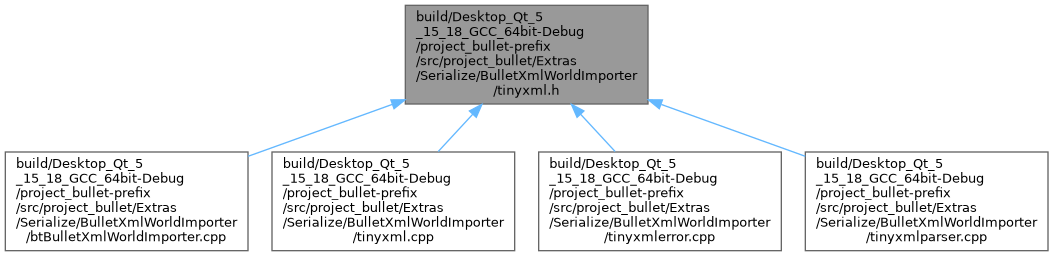 build/Desktop_Qt_5
_15_18_GCC_64bit-Debug
/project_bullet-prefix
/src/project_bullet/Extras
/Serialize/BulletXmlWorldImporter
/tinyxml.h
build/Desktop_Qt_5
_15_18_GCC_64bit-Debug
/project_bullet-prefix
/src/project_bullet/Extras
/Serialize/BulletXmlWorldImporter
/btBulletXmlWorldImporter.cpp
build/Desktop_Qt_5
_15_18_GCC_64bit-Debug
/project_bullet-prefix
/src/project_bullet/Extras
/Serialize/BulletXmlWorldImporter
/tinyxml.cpp
build/Desktop_Qt_5
_15_18_GCC_64bit-Debug
/project_bullet-prefix
/src/project_bullet/Extras
/Serialize/BulletXmlWorldImporter
/tinyxmlerror.cpp
build/Desktop_Qt_5
_15_18_GCC_64bit-Debug
/project_bullet-prefix
/src/project_bullet/Extras
/Serialize/BulletXmlWorldImporter
/tinyxmlparser.cpp